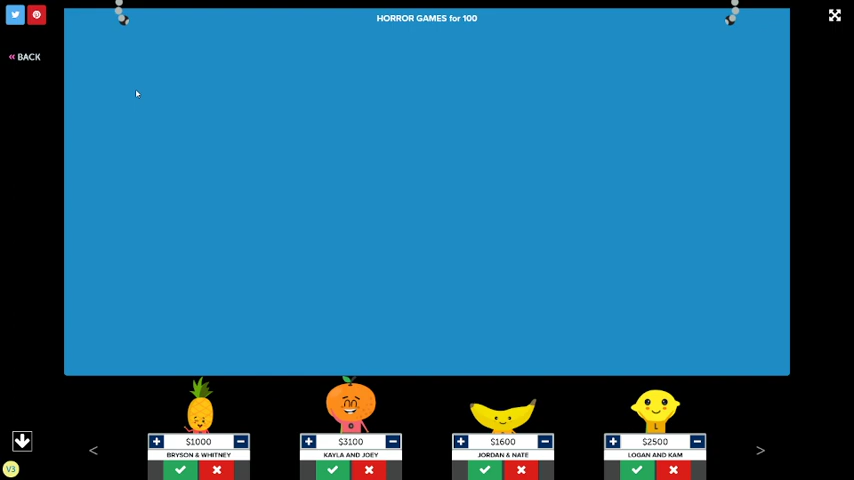 HORROR GAMES for 100
« BACK
$1000
$3100
$1600
$2500
BRYSON & WHITNEY
KAYLA AND JOEY
JORDAN & NATE
LOGAN AND KAM
V3